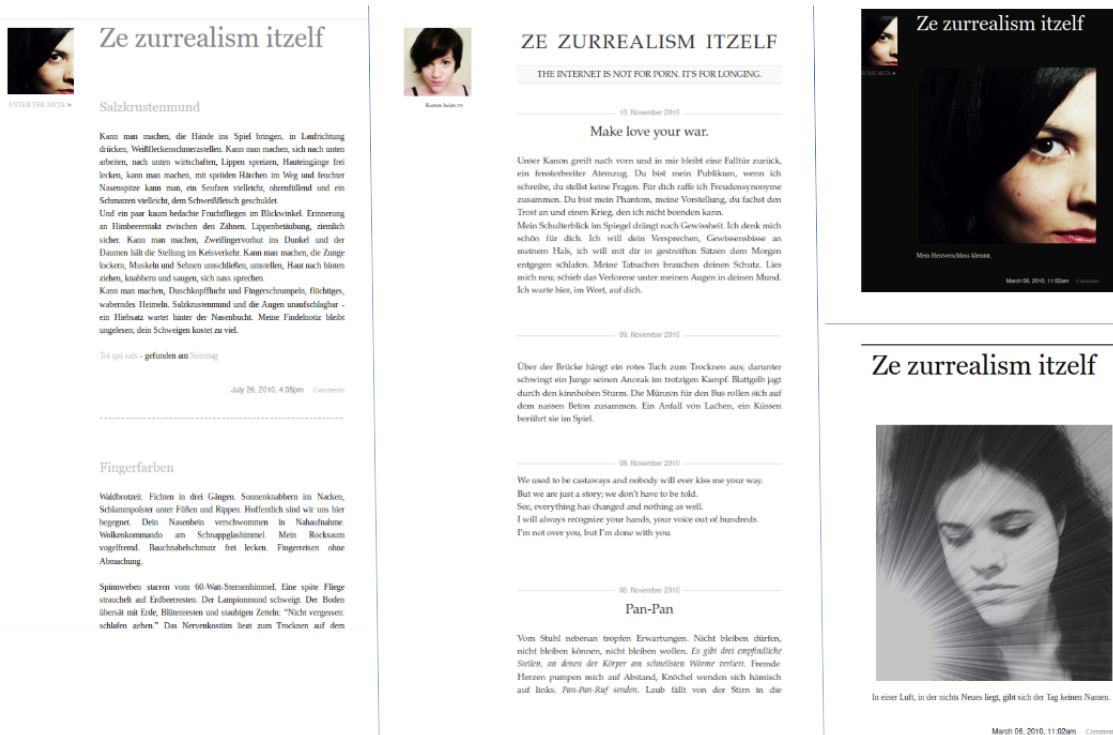 Ze zurrealism itzelf
ENTER THE META >
Salzkrustenmund
Kann man machen, die Hände ins Spiel bringen, in Laufrichtung
drücken, Weißfleckenschmerzstellen. Kann man machen, sich nach unten
arbeiten, nach unten wirtschaften, Lippen spreizen, Hauteingänge frei
lecken, kann man machen, mit spröden Härchen im Weg und feuchter
Nasenspitze kann man, ein Seufzen vielleicht, ohrenfüllend und ein
Schmatzen vielleicht, dem Schweißfleisch geschuldet.
Und ein paar kaum bedachte Fruchtfliegen im Blickwinkel. Erinnerung
an Himbeerentakt zwischen den Zähnen. Lippenbetäubung, ziemlich
sicher. Kann man machen, Zweifingervorhut ins Dunkel und der
Daumen hält die Stellung im Keisverkehr. Kann man machen, die Zunge
lockern, Muskeln und Sehnen umschließen, umstellen, Haut nach hinten
ziehen, knabbern und saugen, sich nass sprechen.
Kann man machen, Duschkopfflucht und Fingerschrumpeln, flüchtiges,
waberndes Heimeln. Salzkrustenmund und die Augen unaufschlagbar -
ein Hiebsatz wartet hinter der Nasenbucht. Meine Findelnotiz bleibt
ungelesen; dein Schweigen kostet zu viel.
Toi qui sais - gefunden am Sonntag
July 26, 2010, 4:35pm Comments
Fingerfarben
Waldbrotzeit. Fichten in drei Gängen. Sonnenknabbern im Nacken,
Schlammpolster unter Füßen und Rippen. Hoffentlich sind wir uns hier
begegnet. Dein Nasenbein verschwommen in Nahaufnahme.
Wolkenkommando am Schnappglashimmel. Mein Rocksaum
vogelfremd. Bauchnabelschmutz frei lecken. Fingerreisen ohne
Abmachung.
Spinnweben starren vom 60-Watt-Sternenhimmel. Eine späte Fliege
strauchelt auf Erdbeerresten. Der Lampionmond schweigt. Der Boden
übersät mit Erde, Blütenresten und staubigen Zetteln: "Nicht vergessen:
schlafen gehen." Das Nervenkostüm liegt zum Trocknen auf dem
Komm heim >>
ZE ZURREALISM ITZELF
THE INTERNET IS NOT FOR PORN. IT'S FOR LONGING.
10. November 2010
Make love your war.
Unser Kanon greift nach vorn und in mir bleibt eine Falltür zurück,
ein fensterbreiter Atemzug. Du bist mein Publikum, wenn ich
schreibe, du stellst keine Fragen. Für dich raffe ich Freudensynonyme
zusammen. Du bist mein Phantom, meine Vorstellung, du fachst den
Trost an und einen Krieg, den ich nicht beenden kann.
Mein Schulterblick im Spiegel drängt nach Gewissheit. Ich denk mich
schön für dich. Ich will dein Versprechen, Gewissensbisse an
meinem Hals, ich will mit dir in gestreiften Sätzen dem Morgen
entgegen schlafen. Meine Tatsachen brauchen deinen Schutz. Lies
mich neu; schieb das Verlorene unter meinen Augen in deinen Mund.
Ich warte hier, im Wort, auf dich.
09. November 2010
Über der Brücke hängt ein rotes Tuch zum Trocknen aus; darunter
schwingt ein Junge seinen Anorak im trotzigen Kampf. Blattgelb jagt
durch den kinnhohen Sturm. Die Münzen für den Bus rollen sich auf
dem nassen Beton zusammen. Ein Anfall von Lachen, ein Küssen
berührt sie im Spiel.
08. November 2010
We used to be castaways and nobody will ever kiss me your way.
But we are just a story; we don't have to be told.
See, everything has changed and nothing as well.
I will always recognize your hands, your voice out of hundreds.
I'm not over you, but I'm done with you.
06. November 2010
Pan-Pan
Vom Stuhl nebenan tropfen Erwartungen. Nicht bleiben dürfen,
nicht bleiben können, nicht bleiben wollen. Es gibt drei empfindliche
Stellen, an denen der Körper am schnellsten Wärme verliert. Fremde
Herzen pumpen mich auf Abstand, Knöchel wenden sich hämisch
auf links. Pan-Pan-Ruf senden. Laub fällt von der Stirn in die
Ze zurrealism itzelf
ER THE META >
Mein Herzverschluss klemmt.
March 06, 2010, 11:02am Comments
Ze zurrealism itzelf
In einer Luft, in der nichts Neues liegt, gibt sich der Tag keinen Namen.
March 06, 2010, 11:02am Commen